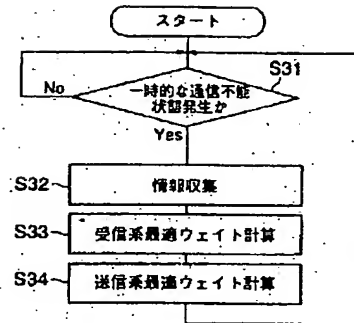 スタート
一時的な通信不能
状態発生か
S31
No
Yes
S32
情報収集
S33
受信系最適ウェイト計算
S34
送信系最適ウェイト計算